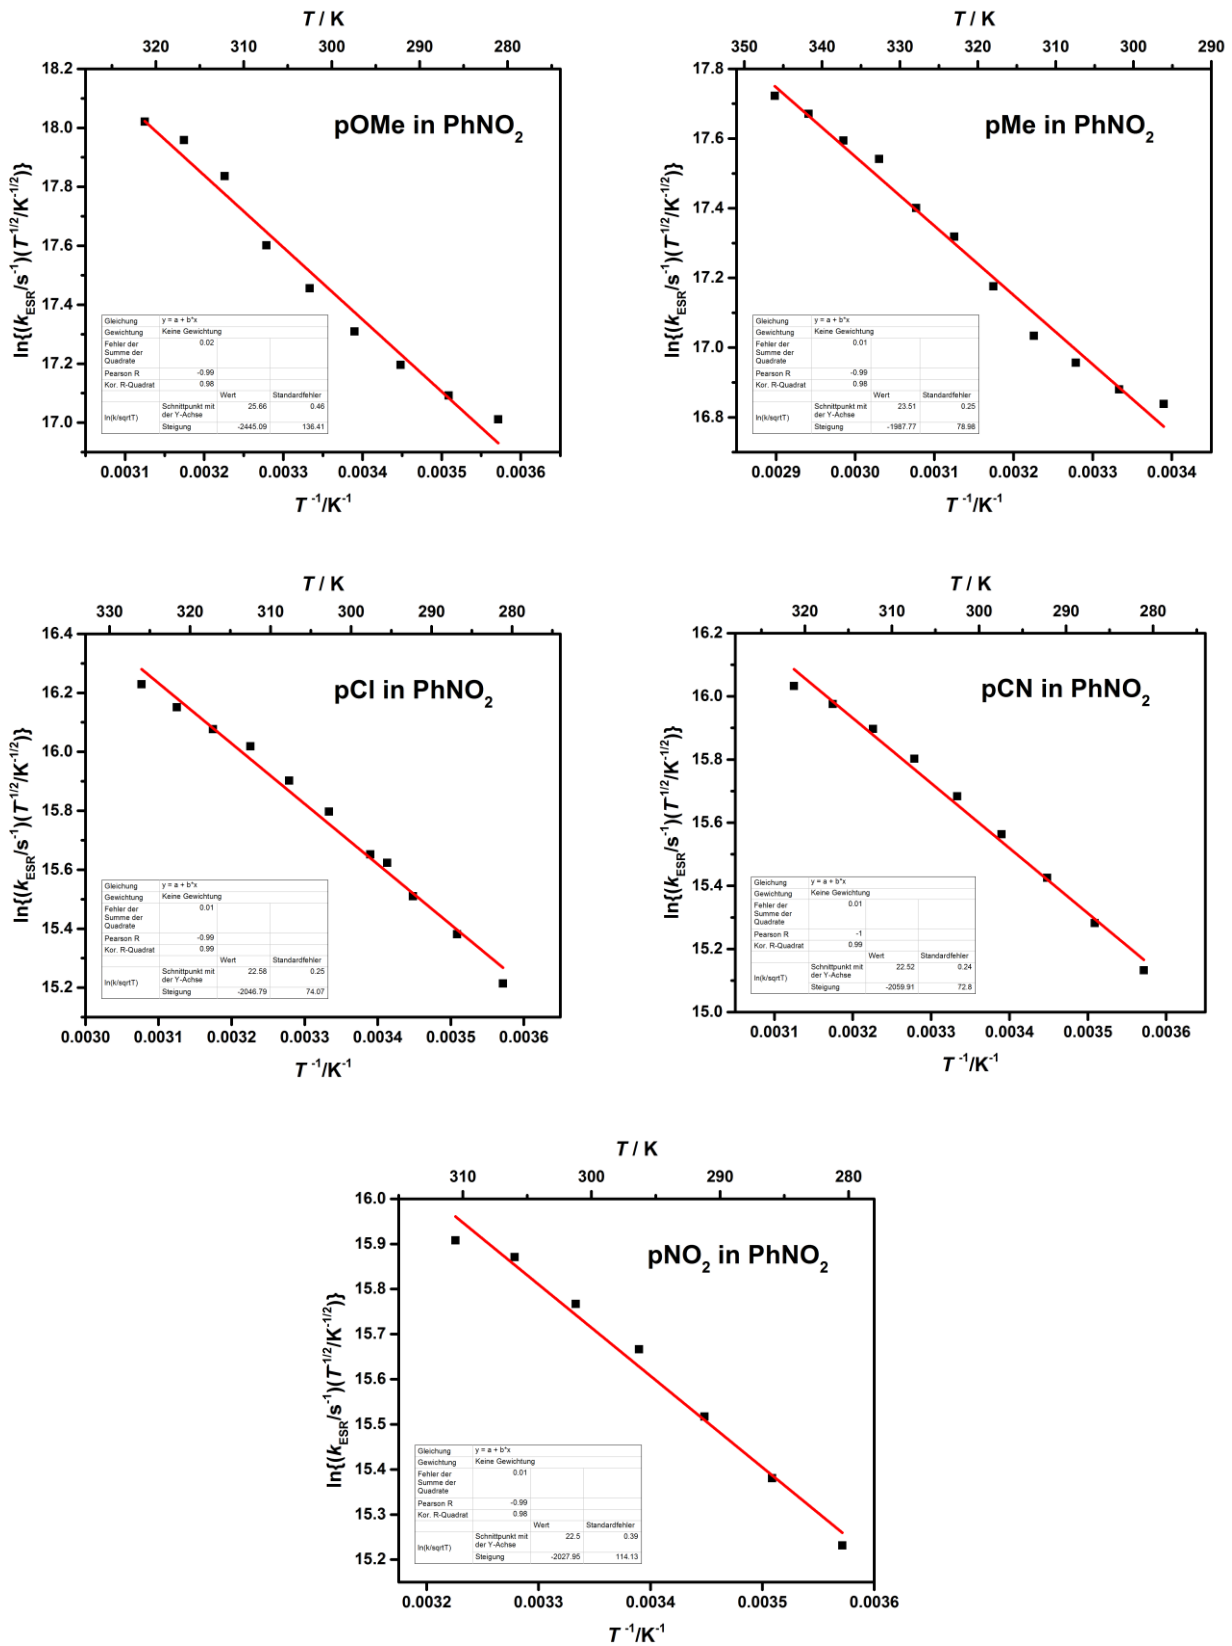 T / K
320 310 300 290 280
18.2
18.0
17.8
17.6
17.4
17.2
17.0
ln{(kESR/s-1)(T1/2/K-1/2)}
pOMe in PhNO2
Gleichung y = a + b*x
Gewichtung Keine Gewichtung
Fehler der Summe der Quadrate 0.02
Pearson R -0.99
Kor. R-Quadrat 0.98
Wert Standardfehler
ln(k/sqrtT) Schnittpunkt mit der Y-Achse 25.66 0.46
Steigung -2445.09 136.41
0.0031 0.0032 0.0033 0.0034 0.0035 0.0036
T -1/K-1
T / K
350 340 330 320 310 300 290
17.8
17.6
17.4
17.2
17.0
16.8
ln{(kESR/s-1)(T1/2/K-1/2)}
pMe in PhNO2
Gleichung y = a + b*x
Gewichtung Keine Gewichtung
Fehler der Summe der Quadrate 0.01
Pearson R -0.99
Kor. R-Quadrat 0.98
Wert Standardfehler
ln(k/sqrtT) Schnittpunkt mit der Y-Achse 23.51 0.25
Steigung -1987.77 78.98
0.0029 0.0030 0.0031 0.0032 0.0033 0.0034
T -1/K-1
T / K
330 320 310 300 290 280
16.4
16.2
16.0
15.8
15.6
15.4
15.2
ln{(kESR/s-1)(T1/2/K-1/2)}
pCl in PhNO2
Gleichung y = a + b*x
Gewichtung Keine Gewichtung
Fehler der Summe der Quadrate 0.01
Pearson R -0.99
Kor. R-Quadrat 0.99
Wert Standardfehler
ln(k/sqrtT) Schnittpunkt mit der Y-Achse 22.58 0.25
Steigung -2046.79 74.07
0.0030 0.0031 0.0032 0.0033 0.0034 0.0035 0.0036
T -1/K-1
T / K
320 310 300 290 280
16.2
16.0
15.8
15.6
15.4
15.2
15.0
ln{(kESR/s-1)(T1/2/K-1/2)}
pCN in PhNO2
Gleichung y = a + b*x
Gewichtung Keine Gewichtung
Fehler der Summe der Quadrate 0.01
Pearson R -1
Kor. R-Quadrat 0.99
Wert Standardfehler
ln(k/sqrtT) Schnittpunkt mit der Y-Achse 22.52 0.24
Steigung -2059.91 72.8
0.0031 0.0032 0.0033 0.0034 0.0035 0.0036
T -1/K-1
T / K
310 300 290 280
16.0
15.9
15.8
15.7
15.6
15.5
15.4
15.3
15.2
ln{(kESR/s-1)(T1/2/K-1/2)}
pNO2 in PhNO2
Gleichung y = a + b*x
Gewichtung Keine Gewichtung
Fehler der Summe der Quadrate 0.01
Pearson R -0.99
Kor. R-Quadrat 0.98
Wert Standardfehler
ln(k/sqrtT) Schnittpunkt mit der Y-Achse 22.5 0.39
Steigung -2027.95 114.13
0.0032 0.0033 0.0034 0.0035 0.0036
T -1/K-1